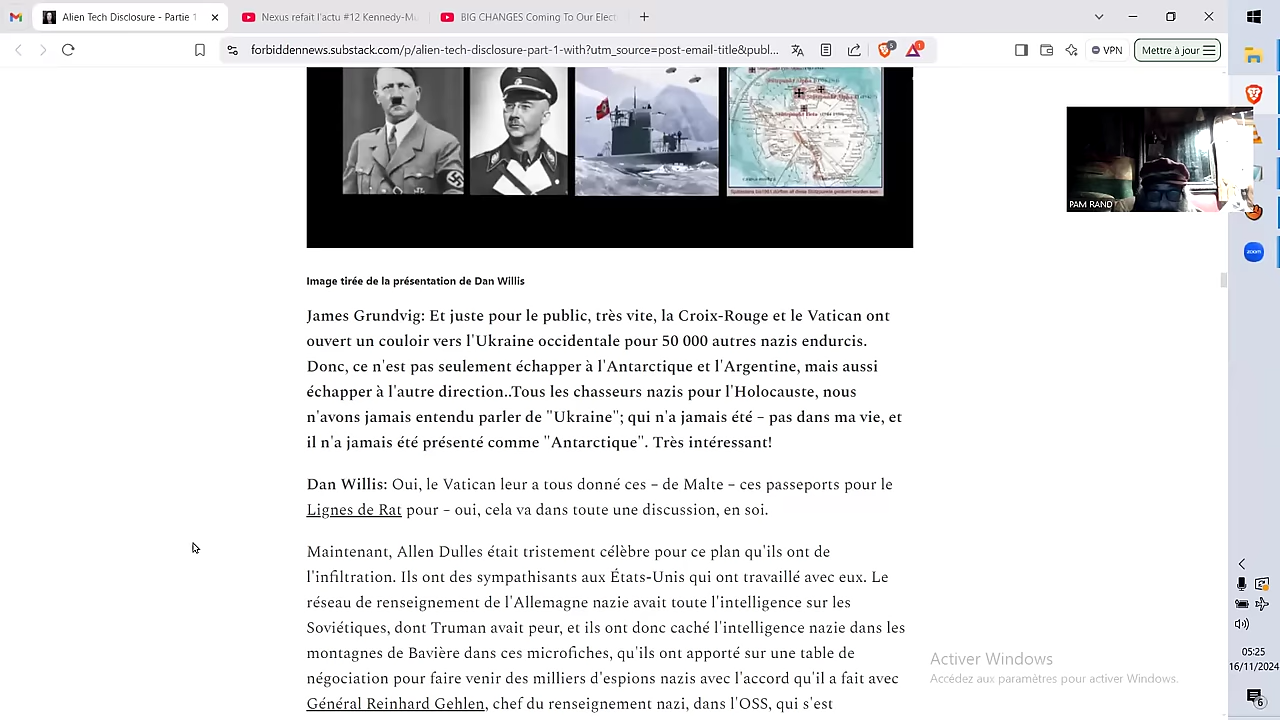 Alien Tech Disclosure - Partie 1
Nexus refait l'actu #12 Kennedy-Mu
BIG CHANGES Coming To Our Elect
forbiddennews.substack.com/p/alien-tech-disclosure-part-1-with?utm_source=post-email-title&publ...
5
1
VPN
Mettre à jour
PAM RAND
zoom
Image tirée de la présentation de Dan Willis
James Grundvig: Et juste pour le public, très vite, la Croix-Rouge et le Vatican ont
ouvert un couloir vers l'Ukraine occidentale pour 50 000 autres nazis endurcis.
Donc, ce n'est pas seulement échapper à l'Antarctique et l'Argentine, mais aussi
échapper à l'autre direction..Tous les chasseurs nazis pour l'Holocauste, nous
n'avons jamais entendu parler de "Ukraine"; qui n'a jamais été – pas dans ma vie, et
il n'a jamais été présenté comme "Antarctique". Très intéressant!
Dan Willis: Oui, le Vatican leur a tous donné ces – de Malte – ces passeports pour le
Lignes de Rat pour – oui, cela va dans toute une discussion, en soi.
Maintenant, Allen Dulles était tristement célèbre pour ce plan qu'ils ont de
l'infiltration. Ils ont des sympathisants aux États-Unis qui ont travaillé avec eux. Le
réseau de renseignement de l'Allemagne nazie avait toute l'intelligence sur les
Soviétiques, dont Truman avait peur, et ils ont donc caché l'intelligence nazie dans les
montagnes de Bavière dans ces microfiches, qu'ils ont apporté sur une table de
négociation pour faire venir des milliers d'espions nazis avec l'accord qu'il a fait avec
Général Reinhard Gehlen, chef du renseignement nazi, dans l'OSS, qui s'est
Activer Windows
Accédez aux paramètres pour activer Windows.
05:25
16/11/2024
6